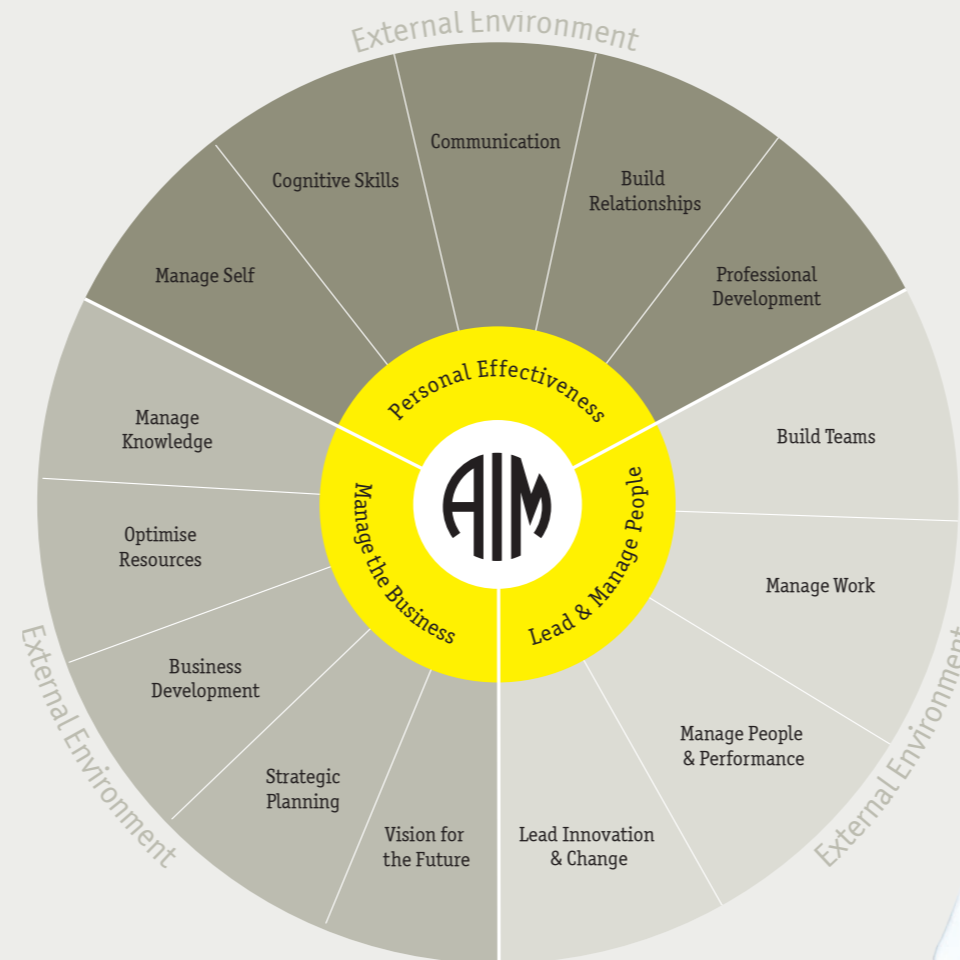 External Environment
Communication
Cognitive Skills
Build
Relationships
Manage Self
Professional
Development
Personal Effectiveness
Manage
Knowledge
Build Teams
AIM
Manage the Business
Lead & Manage People
Optimise
Resources
Manage Work
Business
Development
External Environment
External Environment
Manage People
& Performance
Strategic
Planning
Vision for
the Future
Lead Innovation
& Change